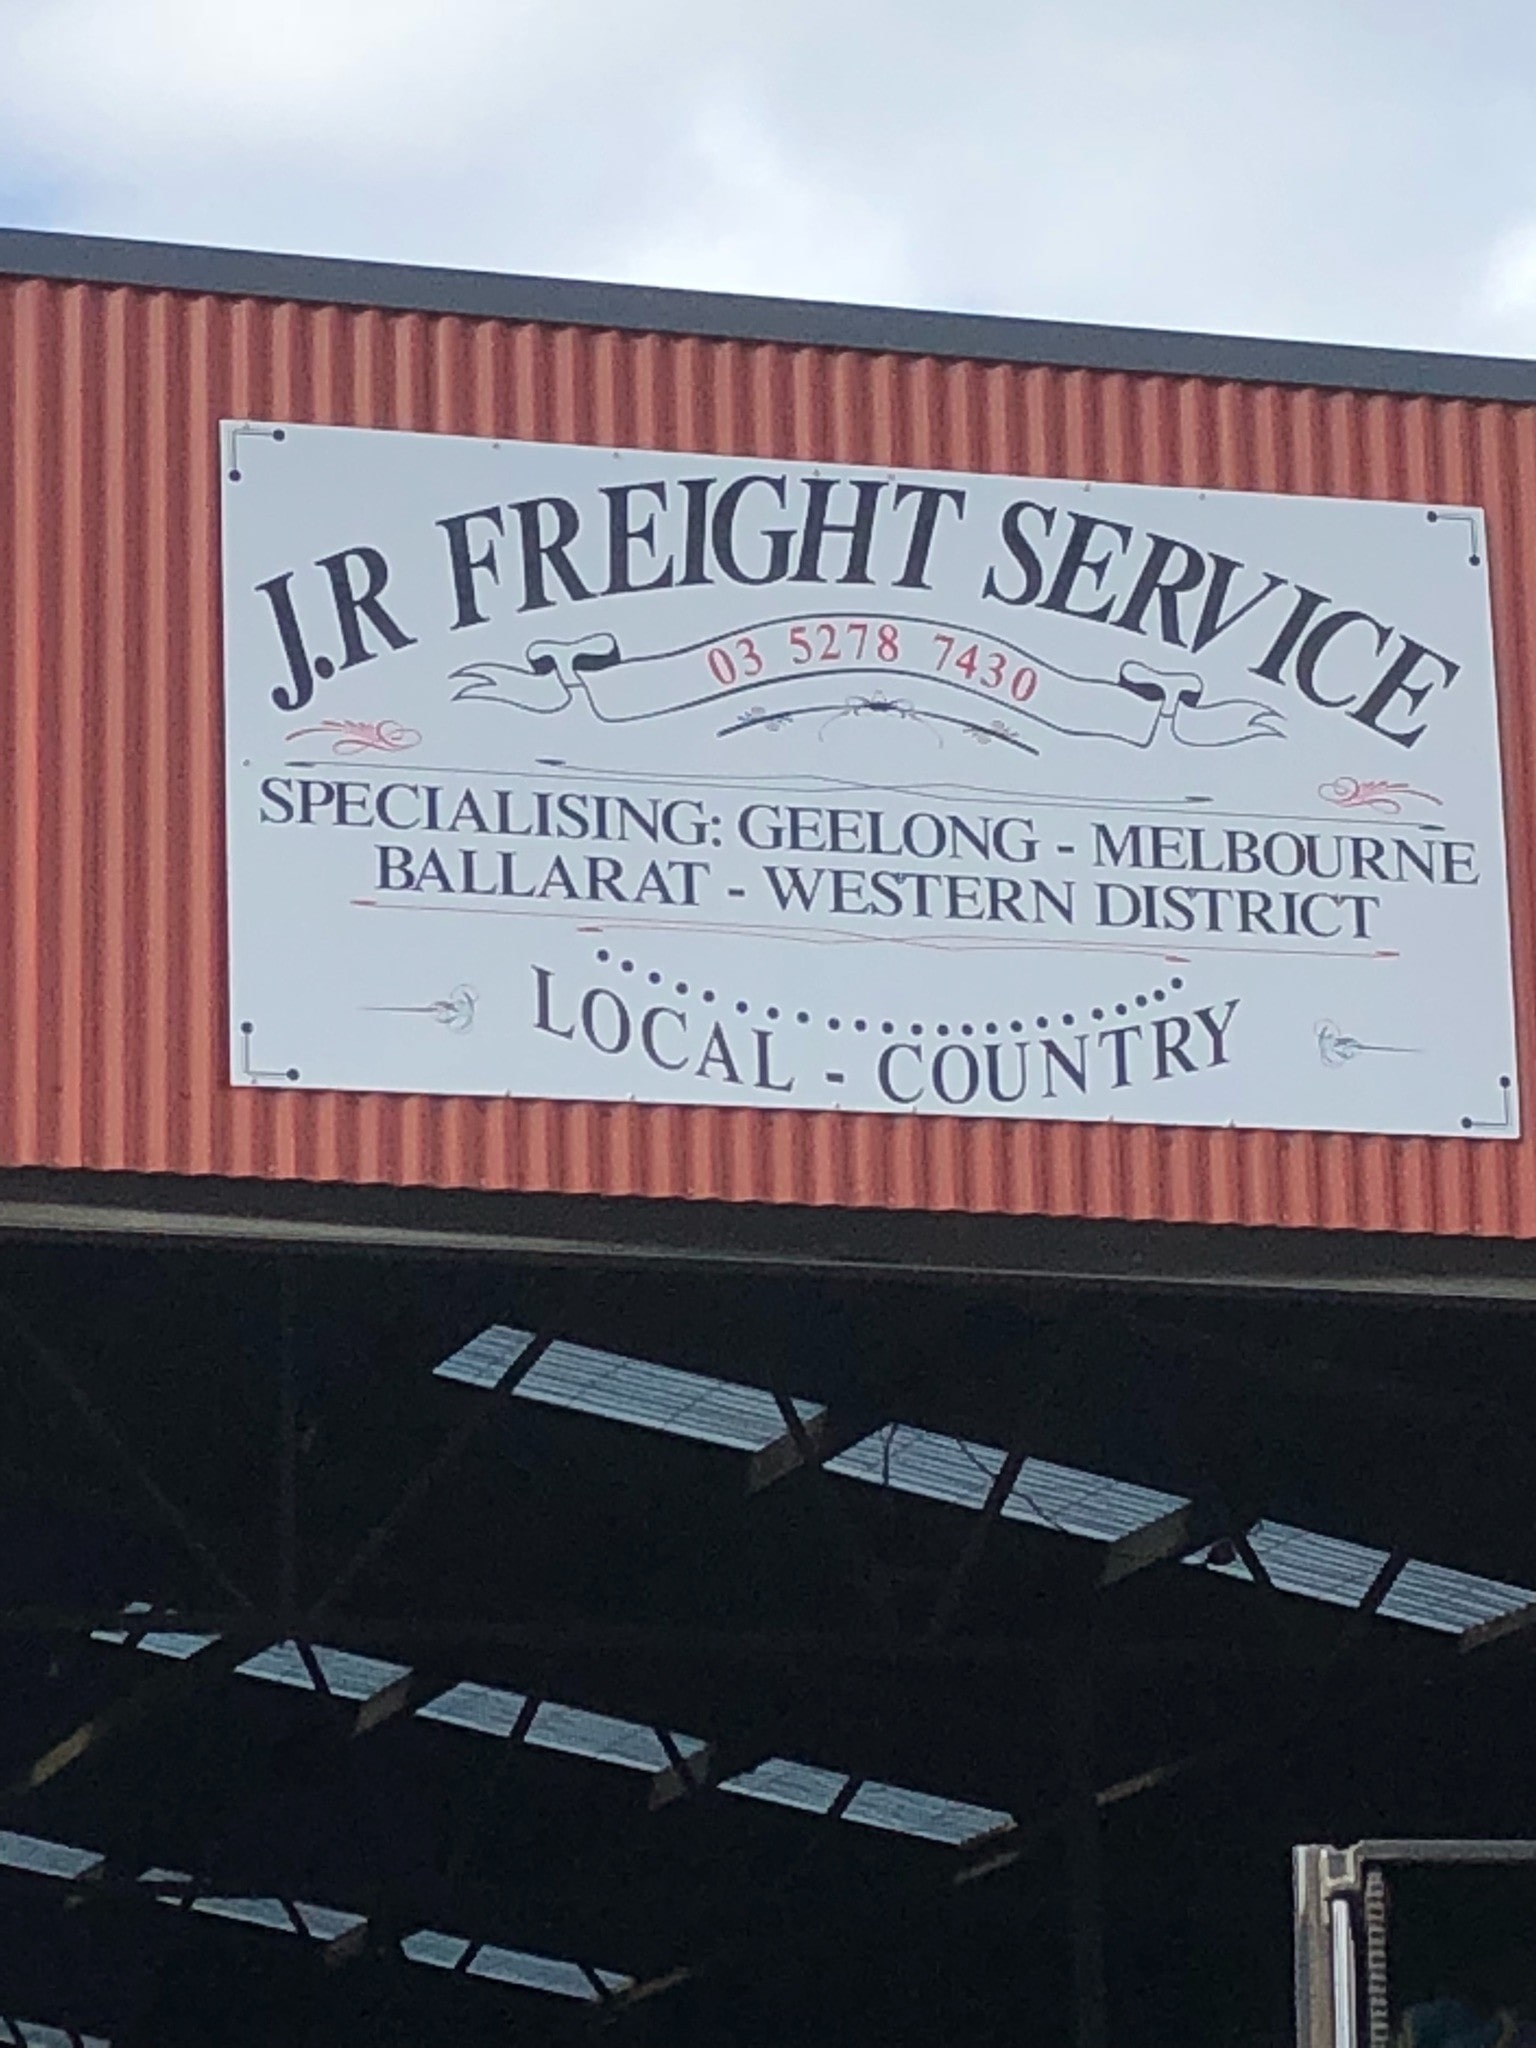 J.R FREIGHT SERVICE
03 5278 7430
SPECIALISING: GEELONG - MELBOURNE
BALLARAT - WESTERN DISTRICT
LOCAL - COUNTRY